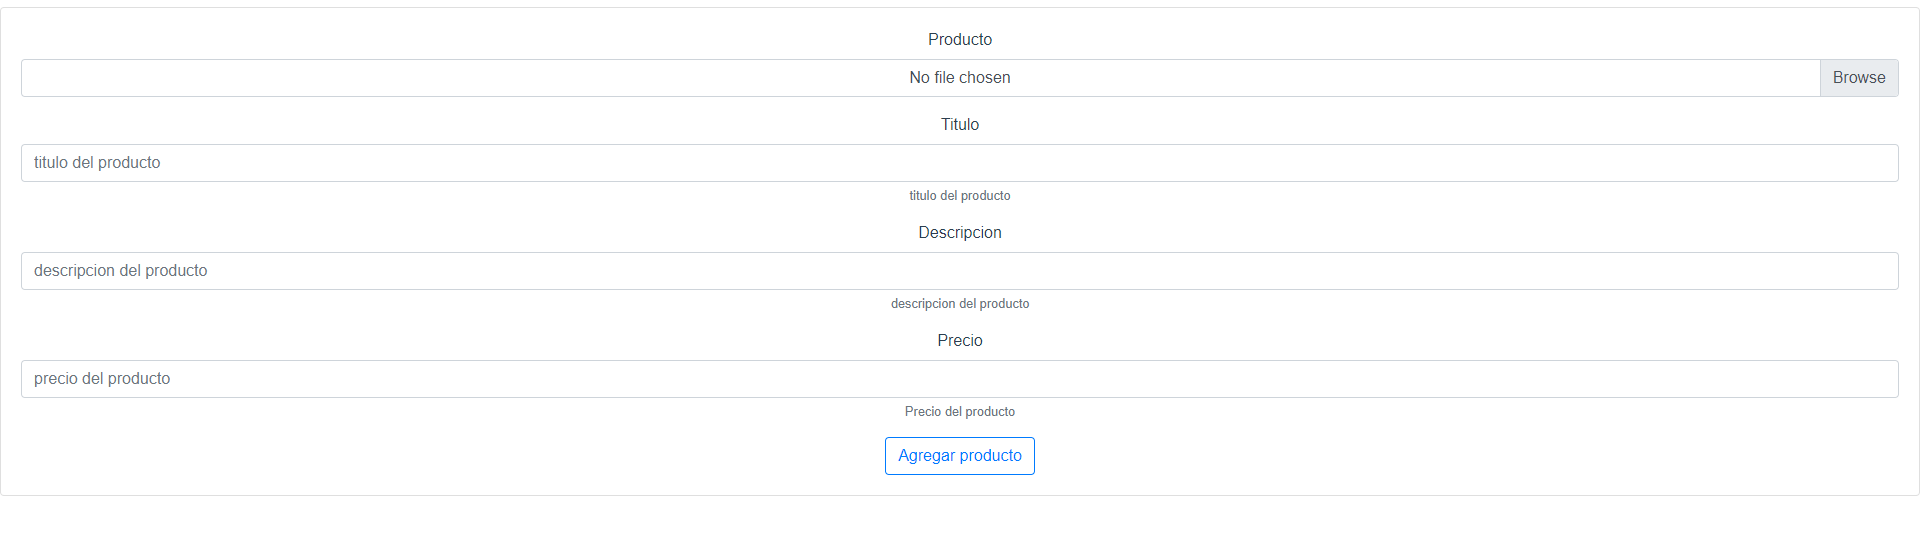 Producto
No file chosen Browse
Titulo
titulo del producto
titulo del producto
Descripcion
descripcion del producto
descripcion del producto
Precio
precio del producto
Precio del producto
Agregar producto